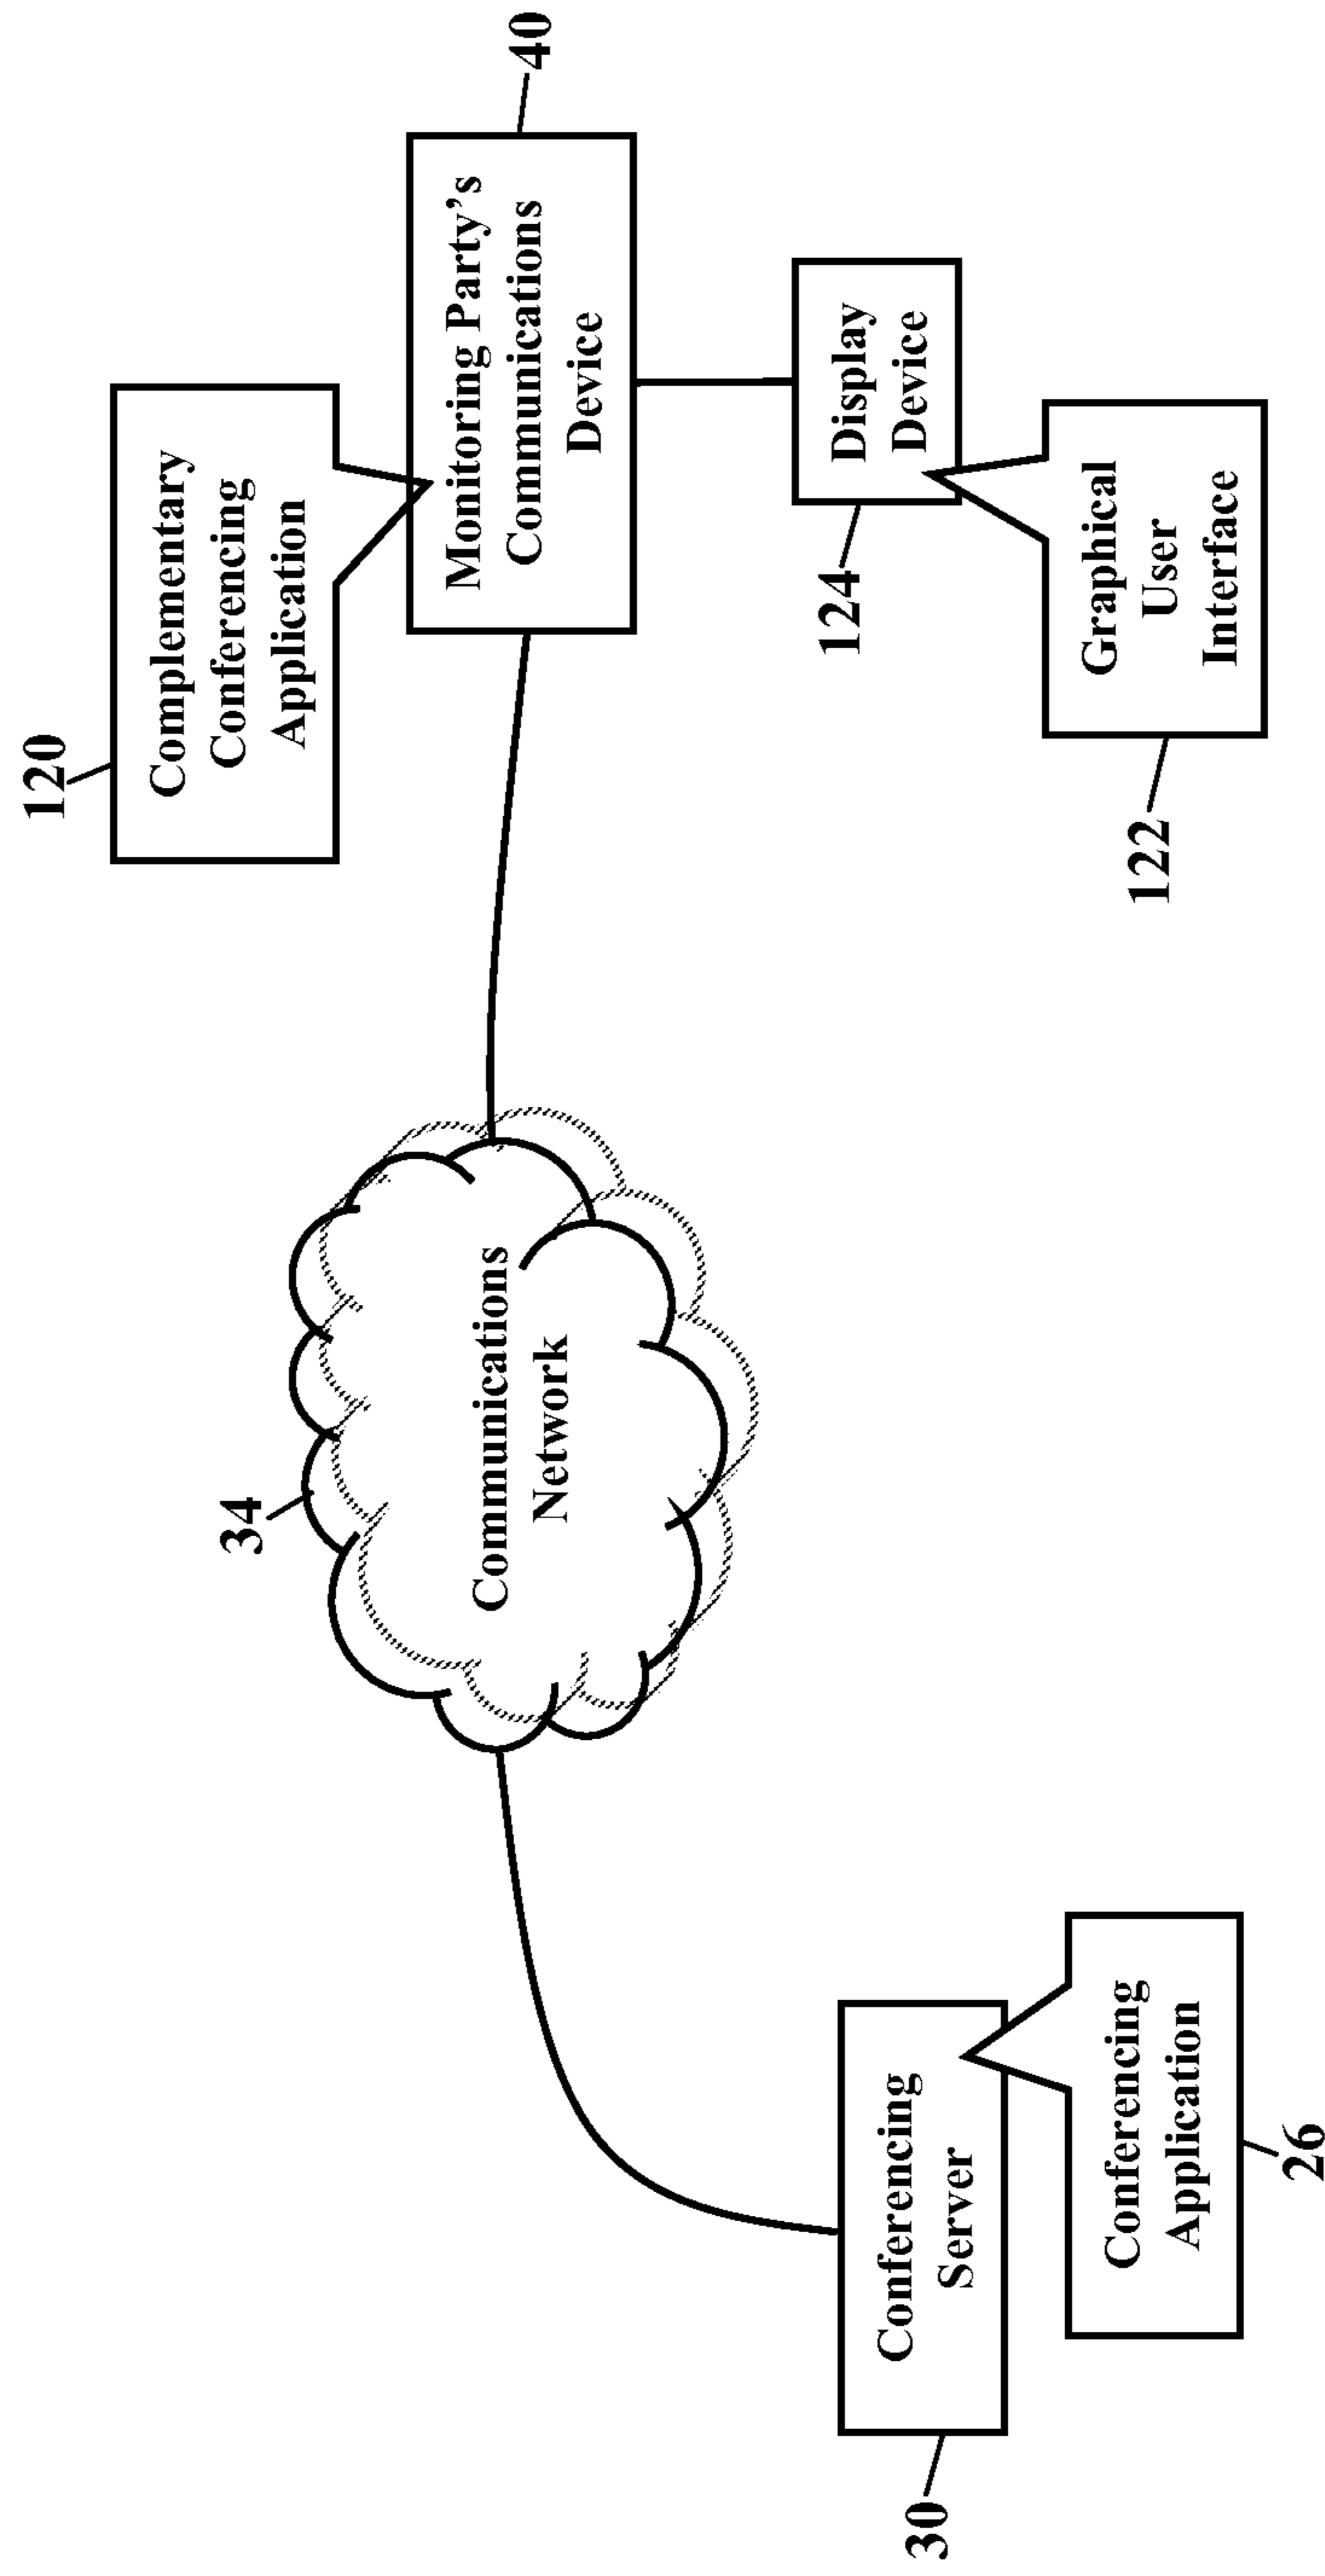 120
Complementary
Conferencing
Application
40
Monitoring Party's
Communications
Device
34
Communications
Network
124
Display
Device
30
Conferencing
Server
122
Graphical
User
Interface
Conferencing
Application
26